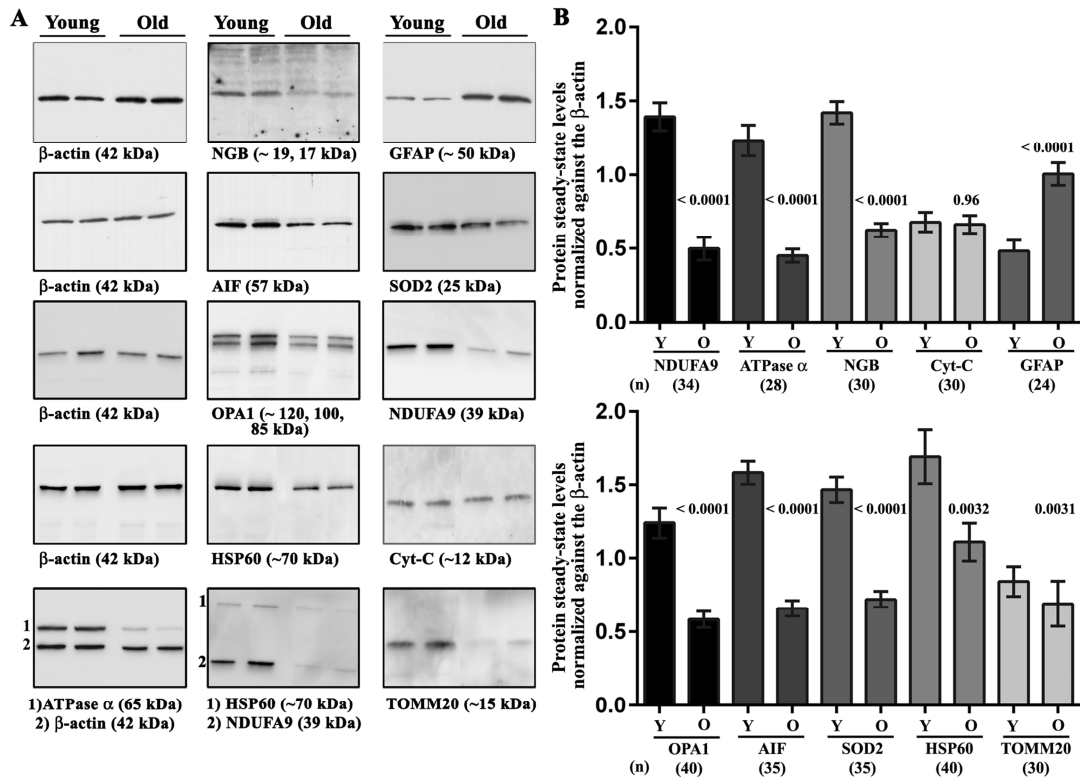 A
Young Old Young Old Young Old
β-actin (42 kDa) NGB (~ 19, 17 kDa) GFAP (~ 50 kDa)
β-actin (42 kDa) AIF (57 kDa) SOD2 (25 kDa)
β-actin (42 kDa) OPA1 (~ 120, 100, NDUFA9 (39 kDa)
85 kDa)
β-actin (42 kDa) HSP60 (~70 kDa) Cyt-C (~12 kDa)
1 1
2 2
1)ATPase α (65 kDa) 1) HSP60 (~70 kDa) TOMM20 (~15 kDa)
2) β-actin (42 kDa) 2) NDUFA9 (39 kDa)
B
Protein steady-state levels
normalized against the β-actin
2.0
1.5
1.0
0.5
0.0
< 0.0001 < 0.0001 < 0.0001 0.96 < 0.0001
Y O Y O Y O Y O Y O
NDUFA9 ATPase α NGB Cyt-C GFAP
(n) (34) (28) (30) (30) (24)
Protein steady-state levels
normalized against the β-actin
2.0
1.5
1.0
0.5
0.0
< 0.0001 < 0.0001 < 0.0001 0.0032 0.0031
Y O Y O Y O Y O Y O
OPA1 AIF SOD2 HSP60 TOMM20
(n) (40) (35) (35) (40) (30)